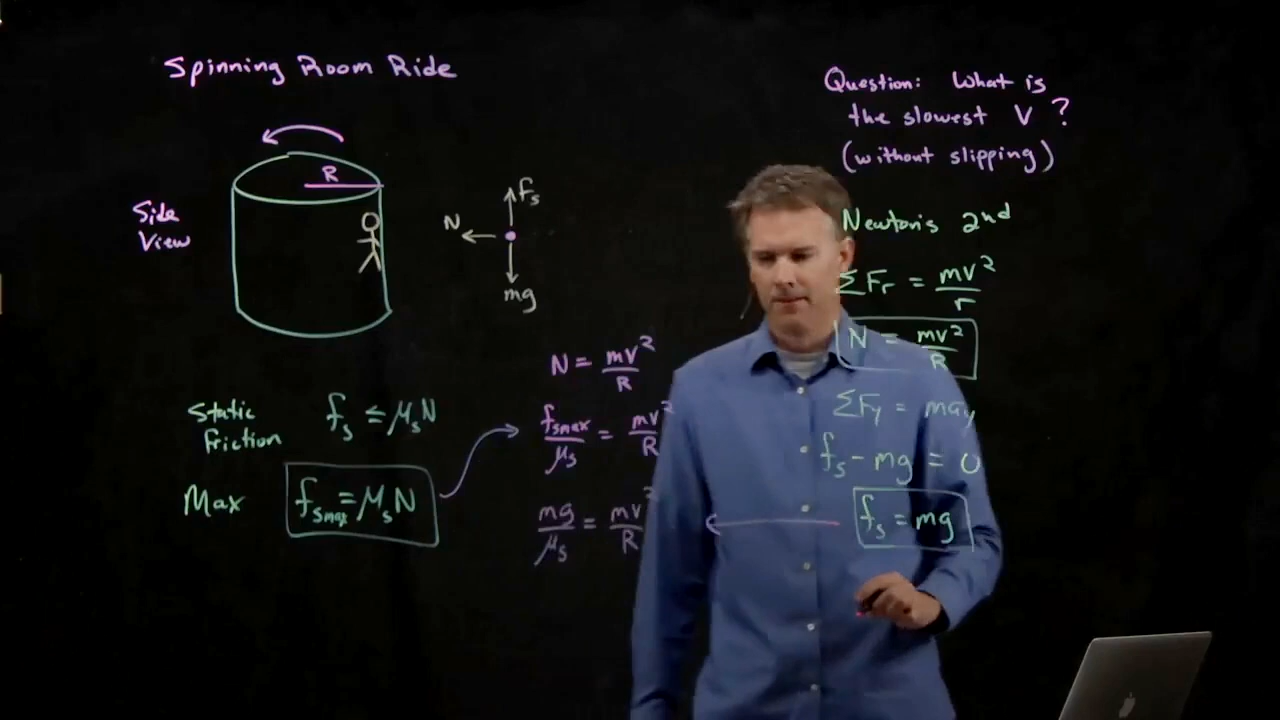 Spinning Room Ride
R
Side
View
N
fs
mg
Static
Friction
fs ≤ μsN
Max
fsmax = μsN
N = mv²/R
fsmax/μs = mv²/R
mg/μs = mv²/R
Question: What is
the slowest V ?
(without slipping)
Newton's 2nd
ΣFr = mv²/r
N = mv²/R
ΣFy = may
fs - mg = 0
fs = mg